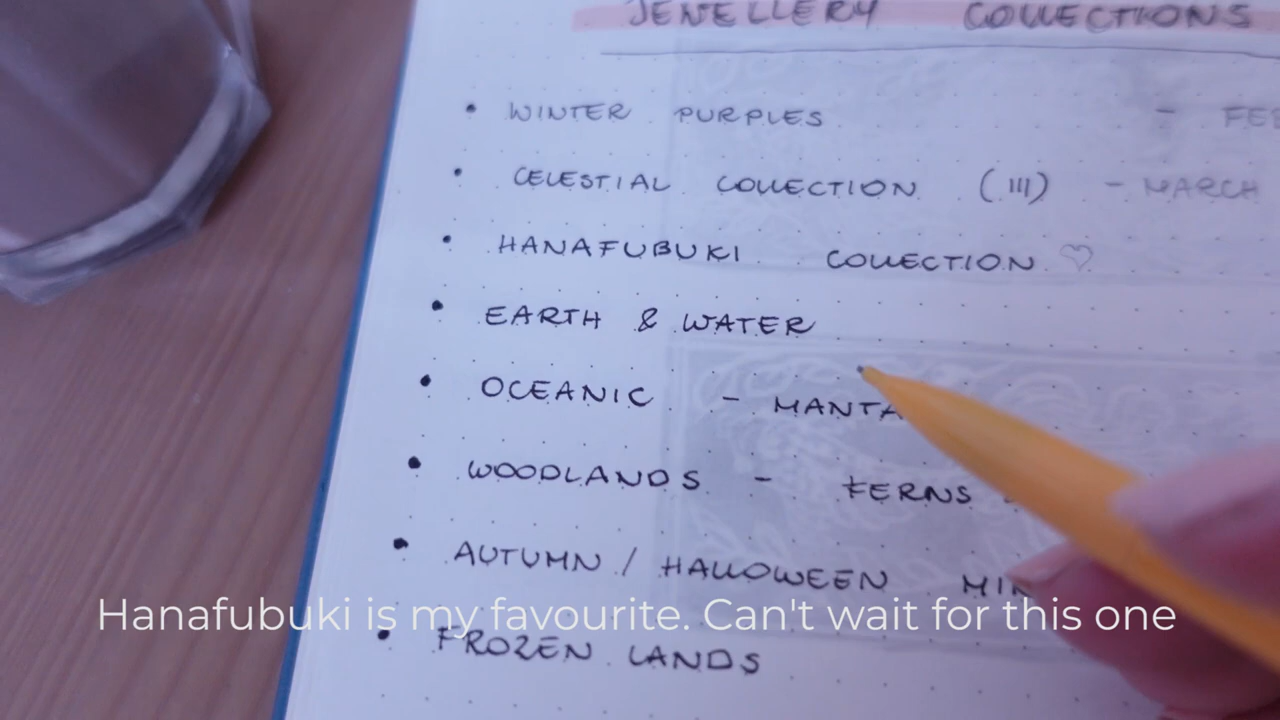 JEWELLERY COLLECTIONS
• WINTER PURPLES -
• CELESTIAL COLLECTION (III) - MARCH
• HANAFUBUKI COLLECTION ♡
• EARTH & WATER
• OCEANIC - MANTA
• WOODLANDS - FERNS
• AUTUMN / HALLOWEEN
Hanafubuki is my favourite. Can't wait for this one
• FROZEN LANDS